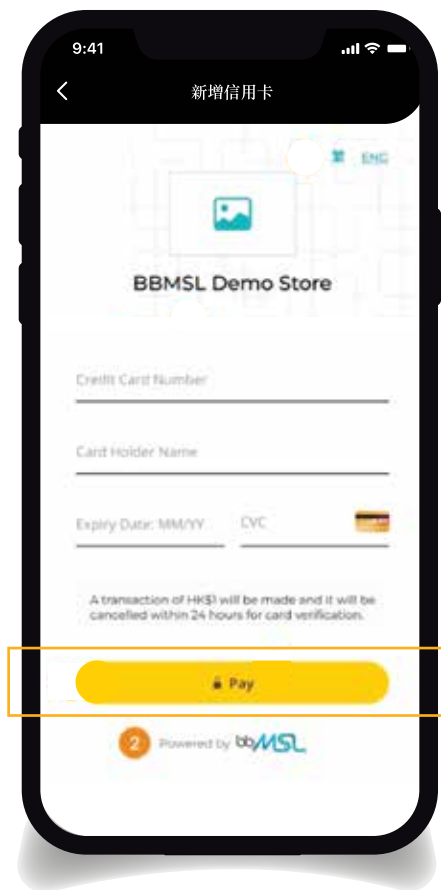 9:41
新增信用卡
繁 ENG
BBMSL Demo Store
Credit Card Number
Card Holder Name
Expiry Date: MM/YY CVC
A transaction of HK$1 will be made and it will be
cancelled within 24 hours for card verification.
Pay
2 Powered by bbMSL